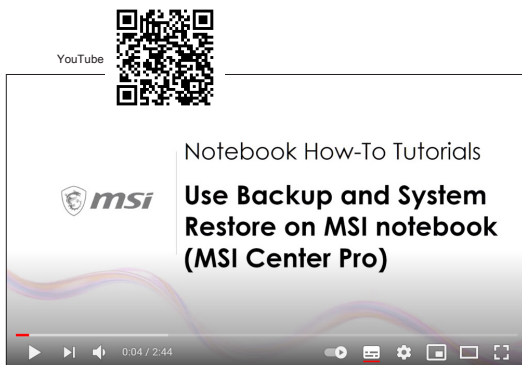 YouTube
Notebook How-To Tutorials
msi
Use Backup and System
Restore on MSI notebook
(MSI Center Pro)
0:04 / 2:44